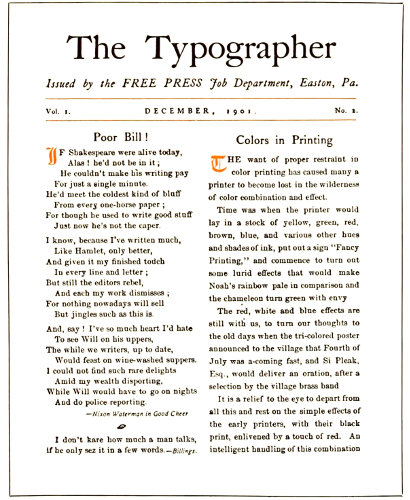 The Typographer
Issued by the FREE PRESS Job Department, Easton, Pa.
Vol. 1. DECEMBER, 1901. No. 2.
Poor Bill!
IF Shakespeare were alive today,
Alas! he'd not be in it;
He couldn't make his writing pay
For just a single minute.
He'd meet the coldest kind of bluff
From every one-horse paper;
For though he used to write good stuff
Just now he's not the caper.
I know, because I've written much,
Like Hamlet, only better,
And given it my finished totch
In every line and letter;
But still the editors rebel,
And each my work dismisses;
For nothing nowadays will sell
But jingles such as this is.
And, say! I've so much heart I'd hate
To see Will on his uppers,
The while we writers, up to date,
Would feast on wine-washed suppers.
I could not find such rare delights
Amid my wealth disporting,
While Will would have to go on nights
And do police reporting.
—Nixon Waterman in Good Cheer
I don't kare how much a man talks,
if he only sez it in a few words.—Billings.
Colors in Printing
THE want of proper restraint in
color printing has caused many a
printer to become lost in the wilderness
of color combination and effect.
Time was when the printer would
lay in a stock of yellow, green, red,
brown, blue, and various other hues
and shades of ink, put out a sign "Fancy
Printing," and commence to turn out
some lurid effects that would make
Noah's rainbow pale in comparison and
the chameleon turn green with envy
The red, white and blue effects are
still with us, to turn our thoughts to
the old days when the tri-colored poster
announced to the village that Fourth of
July was a-coming fast, and Si Pleak,
Esq., would deliver an oration, after a
selection by the village brass band
It is a relief to the eye to depart from
all this and rest on the simple effects of
the early printers, with their black
print, enlivened by a touch of red. An
intelligent handling of this combination